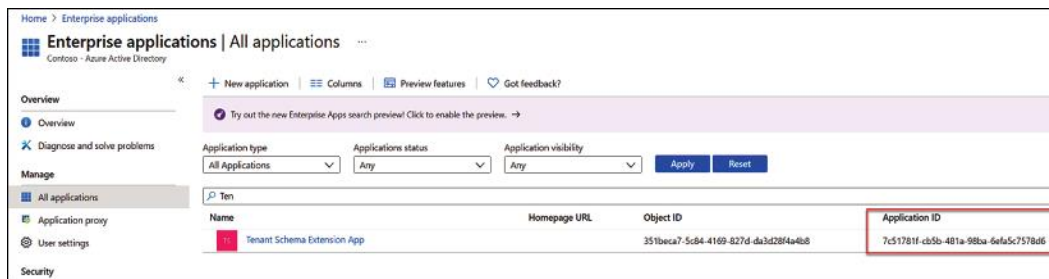 Home > Enterprise applications
Enterprise applications | All applications ...
Contoso - Azure Active Directory
«
+ New application | Columns | Preview features | Got feedback?
Overview
Try out the new Enterprise Apps search preview! Click to enable the preview. →
Overview
Diagnose and solve problems
Application type Applications status Application visibility
All Applications Any Any Apply Reset
Manage
All applications
Ten
Application proxy
Name Homepage URL Object ID Application ID
User settings
Tenant Schema Extension App 351beca7-5c84-4169-827d-da3d28f4a4b8 7c51781f-cb5b-481a-98ba-6efa5c7578d6
Security